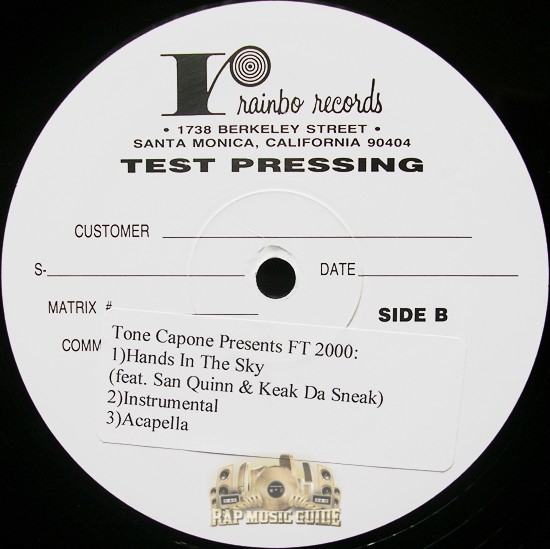 r
rainbo records
• 1738 BERKELEY STREET •
SANTA MONICA, CALIFORNIA 90404
TEST PRESSING
CUSTOMER
S-
DATE
MATRIX #
SIDE B
COMM
Tone Capone Presents FT 2000:
1)Hands In The Sky
(feat. San Quinn & Keak Da Sneak)
2)Instrumental
3)Acapella
RAP MUSIC GUIDE